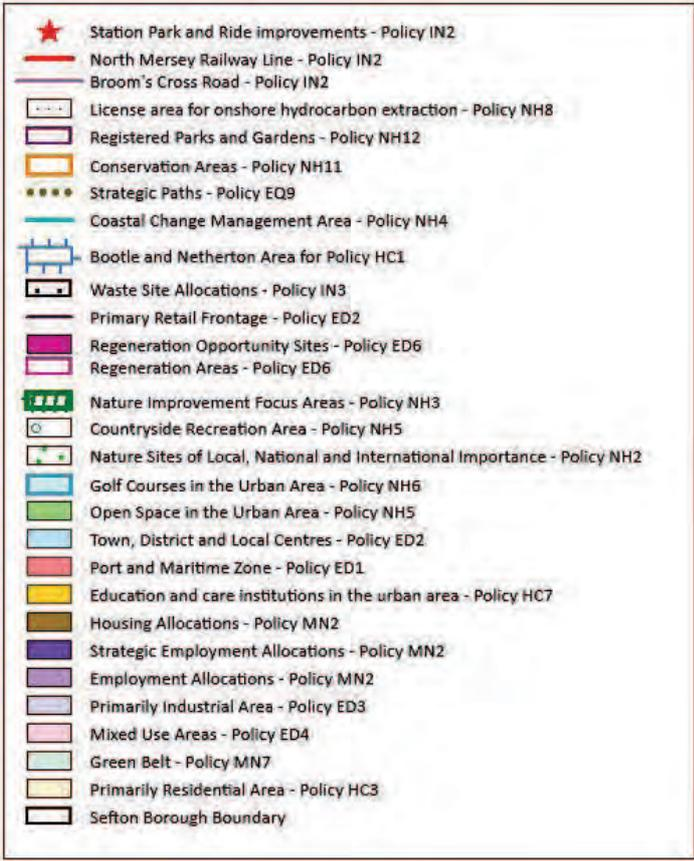 Station Park and Ride improvements - Policy IN2
North Mersey Railway Line - Policy IN2
Broom's Cross Road - Policy IN2
License area for onshore hydrocarbon extraction - Policy NH8
Registered Parks and Gardens - Policy NH12
Conservation Areas - Policy NH11
Strategic Paths - Policy EQ9
Coastal Change Management Area - Policy NH4
Bootle and Netherton Area for Policy HC1
Waste Site Allocations - Policy IN3
Primary Retail Frontage - Policy ED2
Regeneration Opportunity Sites - Policy ED6
Regeneration Areas - Policy ED6
Nature Improvement Focus Areas - Policy NH3
Countryside Recreation Area - Policy NH5
Nature Sites of Local, National and International Importance - Policy NH2
Golf Courses in the Urban Area - Policy NH6
Open Space in the Urban Area - Policy NH5
Town, District and Local Centres - Policy ED2
Port and Maritime Zone - Policy ED1
Education and care institutions in the urban area - Policy HC7
Housing Allocations - Policy MN2
Strategic Employment Allocations - Policy MN2
Employment Allocations - Policy MN2
Primarily Industrial Area - Policy ED3
Mixed Use Areas - Policy ED4
Green Belt - Policy MN7
Primarily Residential Area - Policy HC3
Sefton Borough Boundary